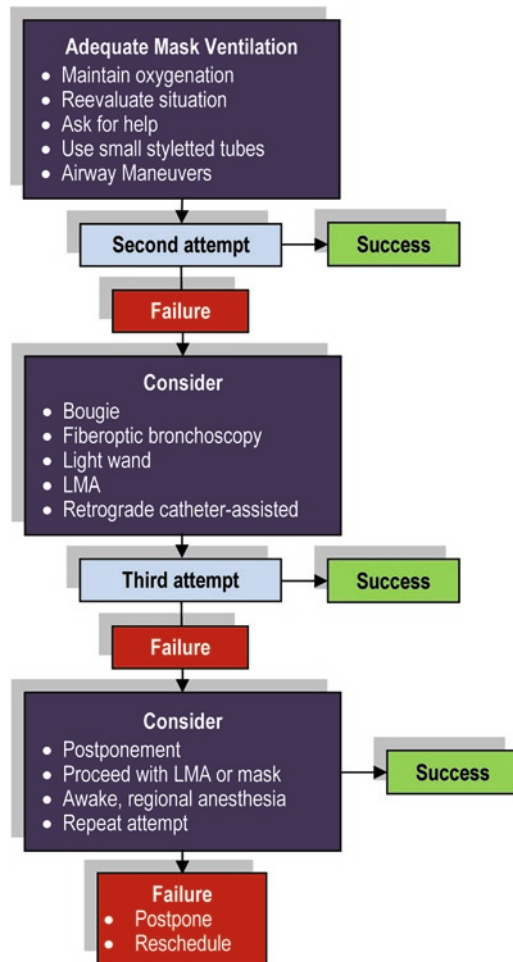 Adequate Mask Ventilation
• Maintain oxygenation
• Reevaluate situation
• Ask for help
• Use small styletted tubes
• Airway Maneuvers
Second attempt
Success
Failure
Consider
• Bougie
• Fiberoptic bronchoscopy
• Light wand
• LMA
• Retrograde catheter-assisted
Third attempt
Success
Failure
Consider
• Postponement
• Proceed with LMA or mask
• Awake, regional anesthesia
• Repeat attempt
Success
Failure
• Postpone
• Reschedule